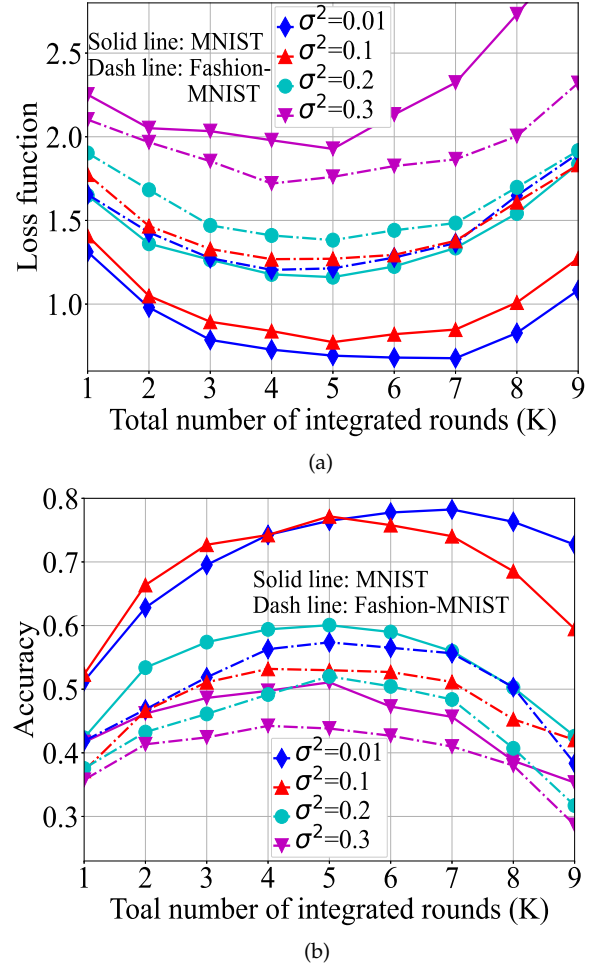 2.5
2.0
1.5
1.0
Loss function
Solid line: MNIST
Dash line: Fashion-
MNIST
σ²=0.01
σ²=0.1
σ²=0.2
σ²=0.3
1 2 3 4 5 6 7 8 9
Total number of integrated rounds (K)
(a)
0.8
0.7
0.6
0.5
0.4
0.3
Accuracy
Solid line: MNIST
Dash line: Fashion-MNIST
σ²=0.01
σ²=0.1
σ²=0.2
σ²=0.3
1 2 3 4 5 6 7 8 9
Toal number of integrated rounds (K)
(b)